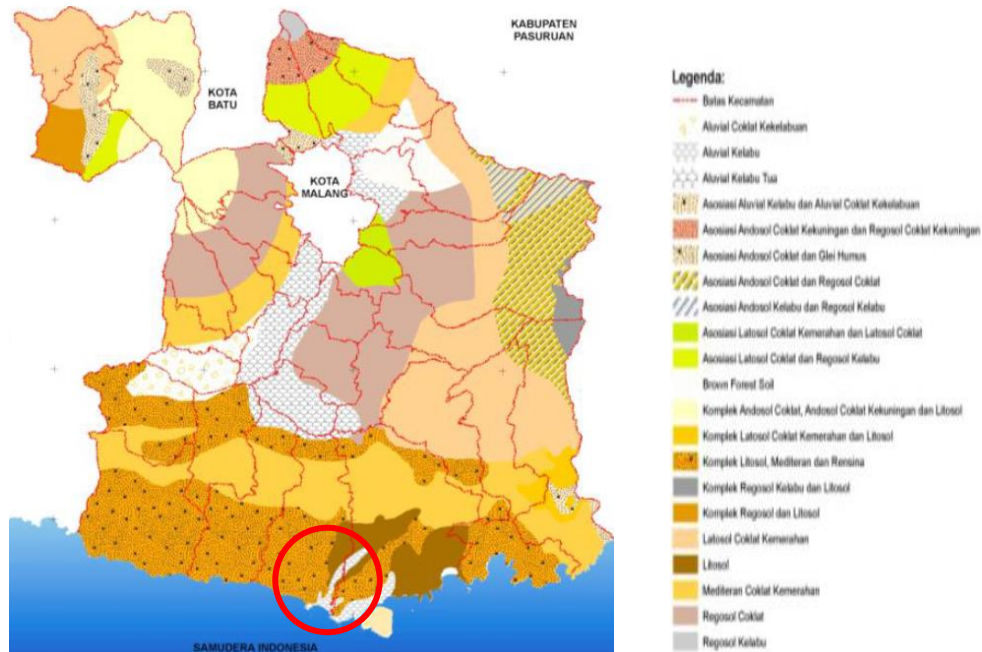 KABUPATEN
PASURUAN
KOTA
BATU
KOTA
MALANG
SAMUDERA INDONESIA
Legenda:
Batas Kecamatan
Aluvial Coklat Kekelabuan
Aluvial Kelabu
Aluvial Kelabu Tua
Asosiasi Aluvial Kelabu dan Aluvial Coklat Kekelabuan
Asosiasi Andosol Coklat Kekuningan dan Regosol Coklat Kekuningan
Asosiasi Andosol Coklat dan Glei Humus
Asosiasi Andosol Coklat dan Regosol Coklat
Asosiasi Andosol Kelabu dan Regosol Kelabu
Asosiasi Latosol Coklat Kemerahan dan Latosol Coklat
Asosiasi Latosol Coklat dan Regosol Kelabu
Brown Forest Soil
Komplek Andosol Coklat, Andosol Coklat Kekuningan dan Litosol
Komplek Latosol Coklat Kemerahan dan Litosol
Komplek Litosol, Mediteran dan Rensina
Komplek Regosol Kelabu dan Litosol
Komplek Regosol dan Litosol
Latosol Coklat Kemerahan
Litosol
Mediteran Coklat Kemerahan
Regosol Coklat
Regosol Kelabu